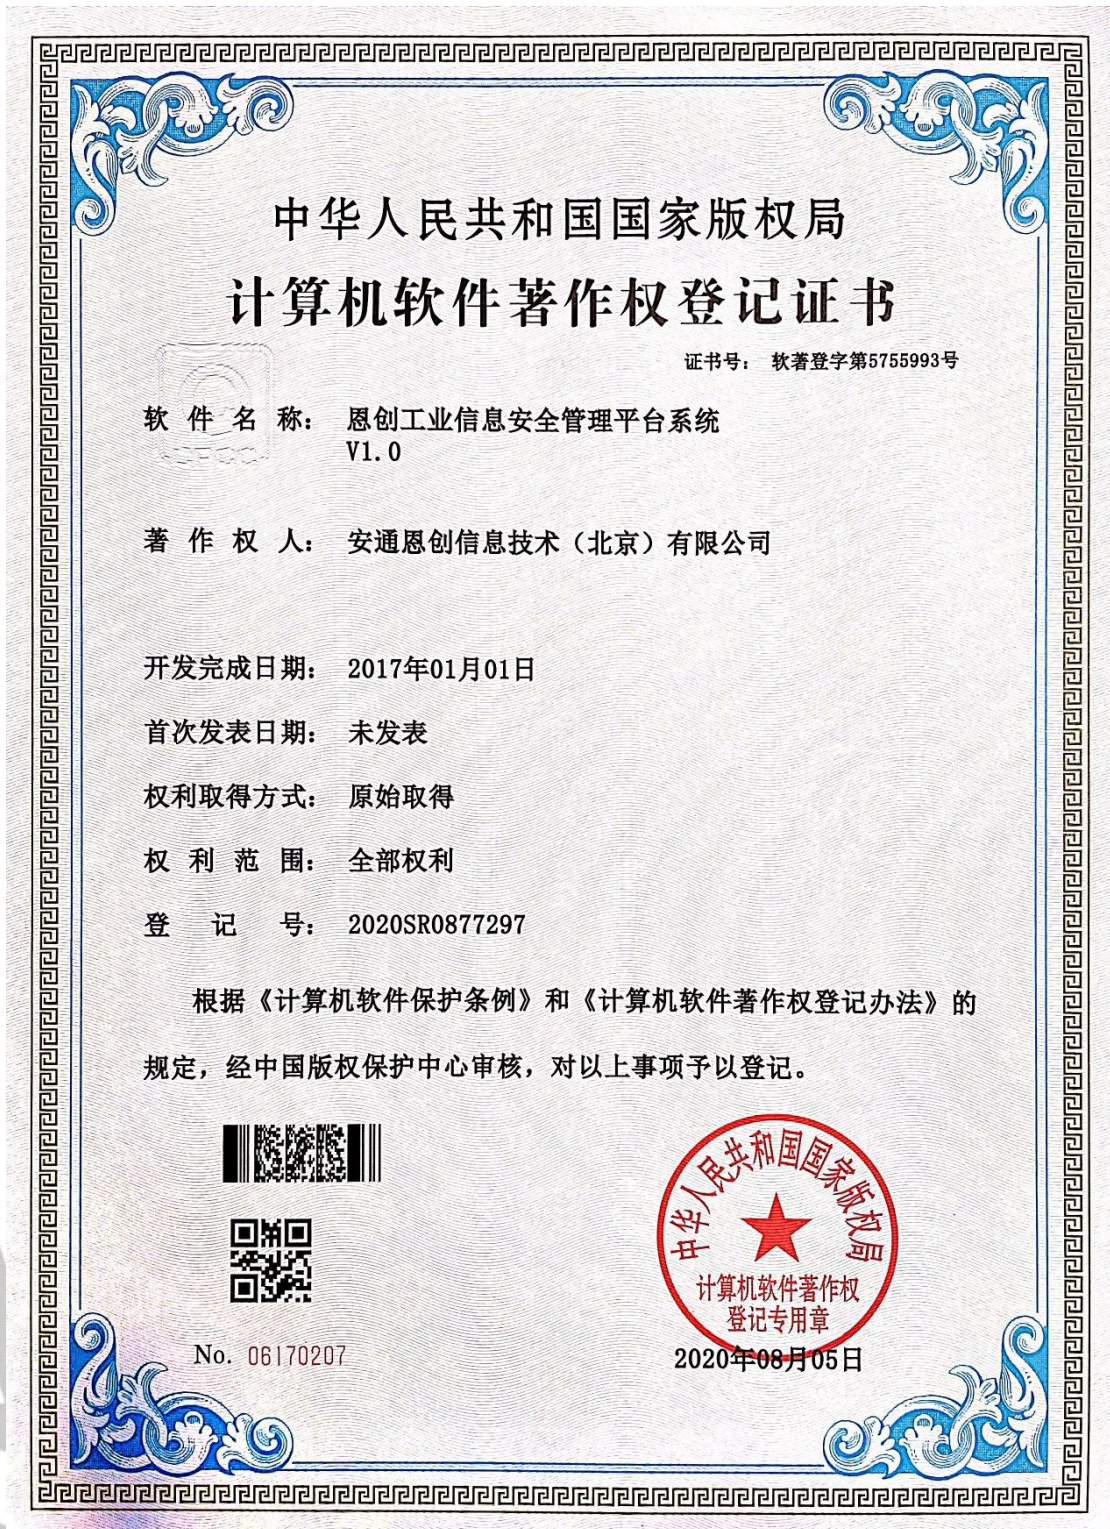 中华人民共和国国家版权局
计算机软件著作权登记证书
证书号： 软著登字第5755993号
软件名称： 恩创工业信息安全管理平台系统
V1.0
著作权人： 安通恩创信息技术（北京）有限公司
开发完成日期： 2017年01月01日
首次发表日期： 未发表
权利取得方式： 原始取得
权利范围： 全部权利
登记号： 2020SR0877297
根据《计算机软件保护条例》和《计算机软件著作权登记办法》的
规定，经中国版权保护中心审核，对以上事项予以登记。
中华人民共和国国家版权局
计算机软件著作权
登记专用章
No. 06170207
2020年08月05日